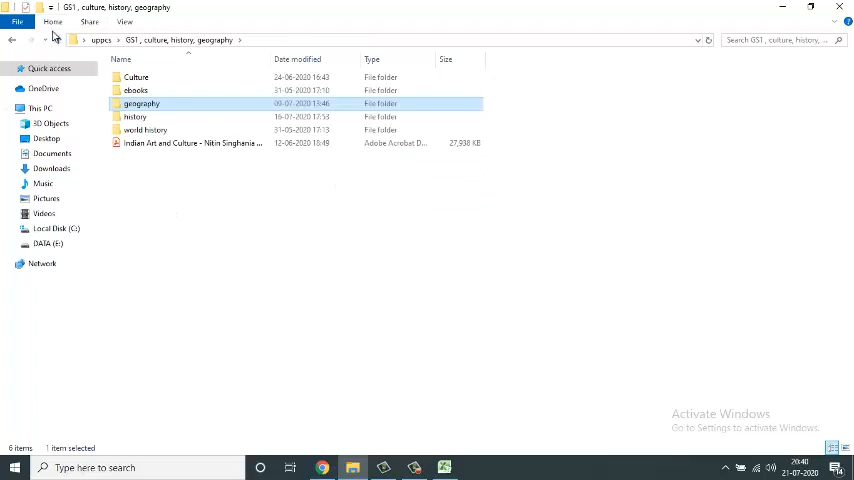 GS1 , culture, history, geography
File Home Share View
uppcs > GS1 , culture, history, geography > Search GS1 , culture, history, ...
Name Date modified Type Size
Quick access
OneDrive
This PC
3D Objects
Desktop
Documents
Downloads
Music
Pictures
Videos
Local Disk (C:)
DATA (E:)
Network
Culture 24-06-2020 16:43 File folder
ebooks 31-05-2020 17:10 File folder
geography 09-07-2020 13:46 File folder
history 16-07-2020 17:53 File folder
world history 31-05-2020 17:13 File folder
Indian Art and Culture - Nitin Singhania ... 12-06-2020 18:49 Adobe Acrobat D... 27,938 KB
Activate Windows
Go to Settings to activate Windows.
6 items 1 item selected
Type here to search
20:40
21-07-2020
14